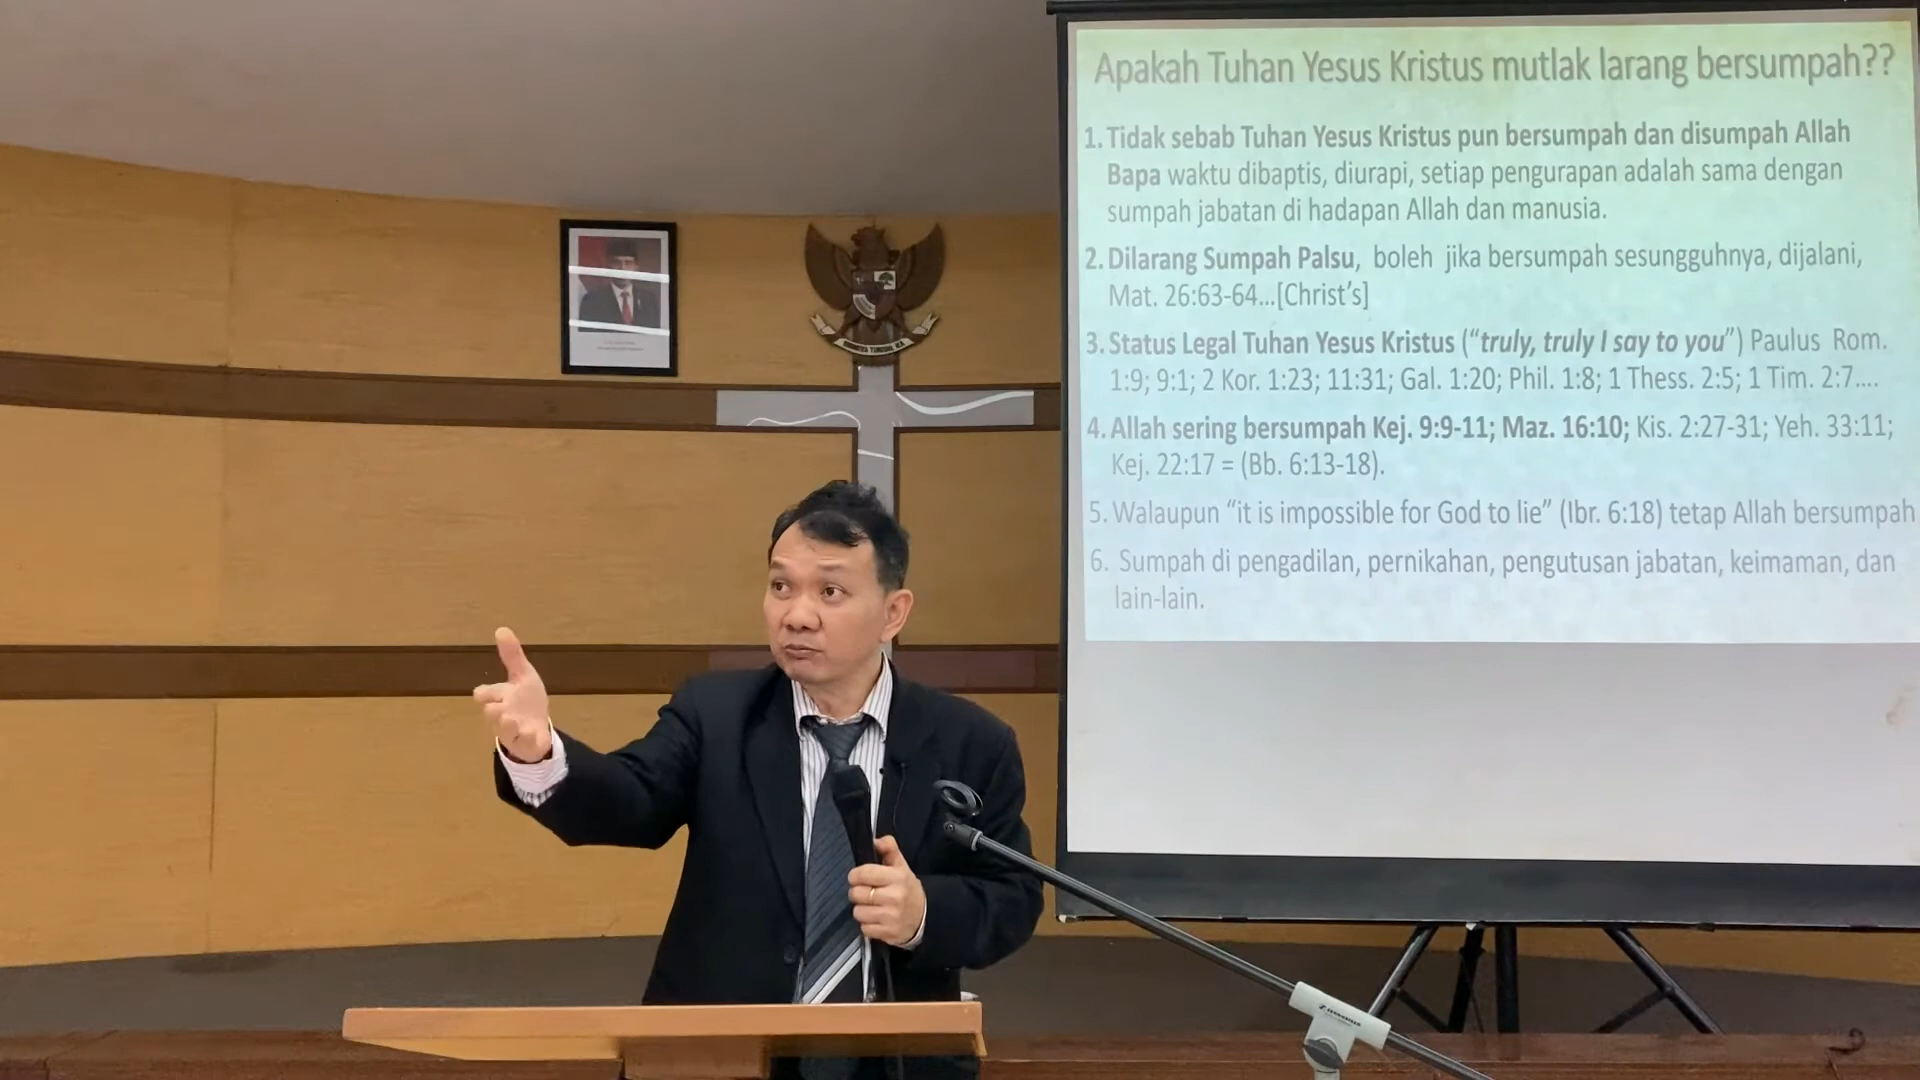 Apakah Tuhan Yesus Kristus mutlak larang bersumpah??
1. Tidak sebab Tuhan Yesus Kristus pun bersumpah dan disumpah Allah
Bapa waktu dibaptis, diurapi, setiap pengurapan adalah sama dengan
sumpah jabatan di hadapan Allah dan manusia.
2. Dilarang Sumpah Palsu, boleh jika bersumpah sesungguhnya, dijalani,
Mat. 26:63-64...[Christ's]
3. Status Legal Tuhan Yesus Kristus ("truly, truly I say to you") Paulus Rom.
1:9; 9:1; 2 Kor. 1:23; 11:31; Gal. 1:20; Phil. 1:8; 1 Thess. 2:5; 1 Tim. 2:7....
4. Allah sering bersumpah Kej. 9:9-11; Maz. 16:10; Kis. 2:27-31; Yeh. 33:11;
Kej. 22:17 = (Bb. 6:13-18).
5. Walaupun "it is impossible for God to lie" (Ibr. 6:18) tetap Allah bersumpah
6. Sumpah di pengadilan, pernikahan, pengutusan jabatan, keimaman, dan
lain-lain.